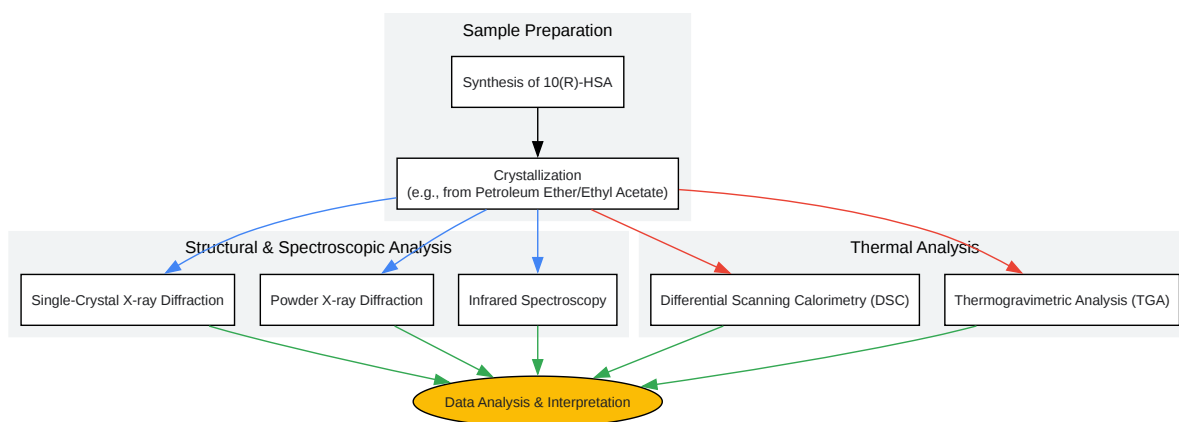 Sample Preparation
Synthesis of 10(R)-HSA
Crystallization
(e.g., from Petroleum Ether/Ethyl Acetate)
Structural & Spectroscopic Analysis
Thermal Analysis
Single-Crystal X-ray Diffraction
Powder X-ray Diffraction
Infrared Spectroscopy
Differential Scanning Calorimetry (DSC)
Thermogravimetric Analysis (TGA)
Data Analysis & Interpretation